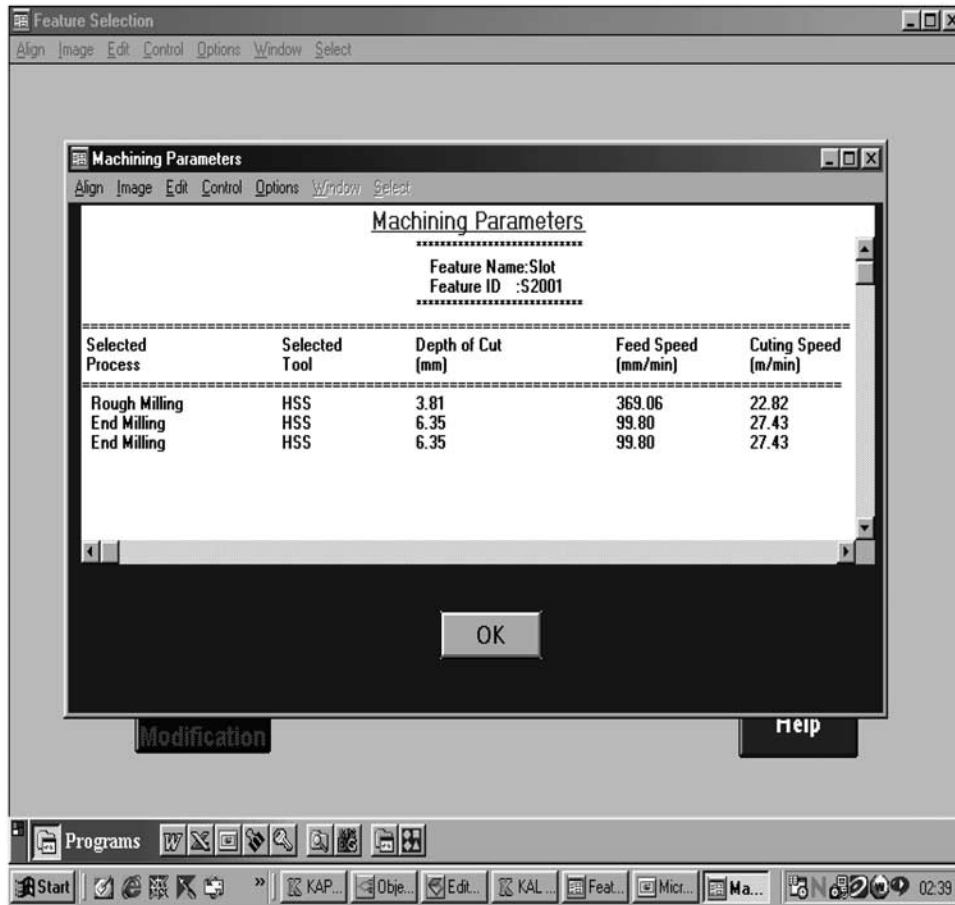 Feature Selection
Align Image Edit Control Options Window Select
Machining Parameters
Align Image Edit Control Options Window Select
Machining Parameters
****************************
Feature Name:Slot
Feature ID :S2001
****************************
Selected Selected Depth of Cut Feed Speed Cuting Speed
Process Tool (mm) (mm/min) (m/min)
Rough Milling HSS 3.81 369.06 22.82
End Milling HSS 6.35 99.80 27.43
End Milling HSS 6.35 99.80 27.43
OK
Modification Help
Programs
Start » KAP... Obje... Edit... KAL ... Feat... Micr... Ma... 02:39